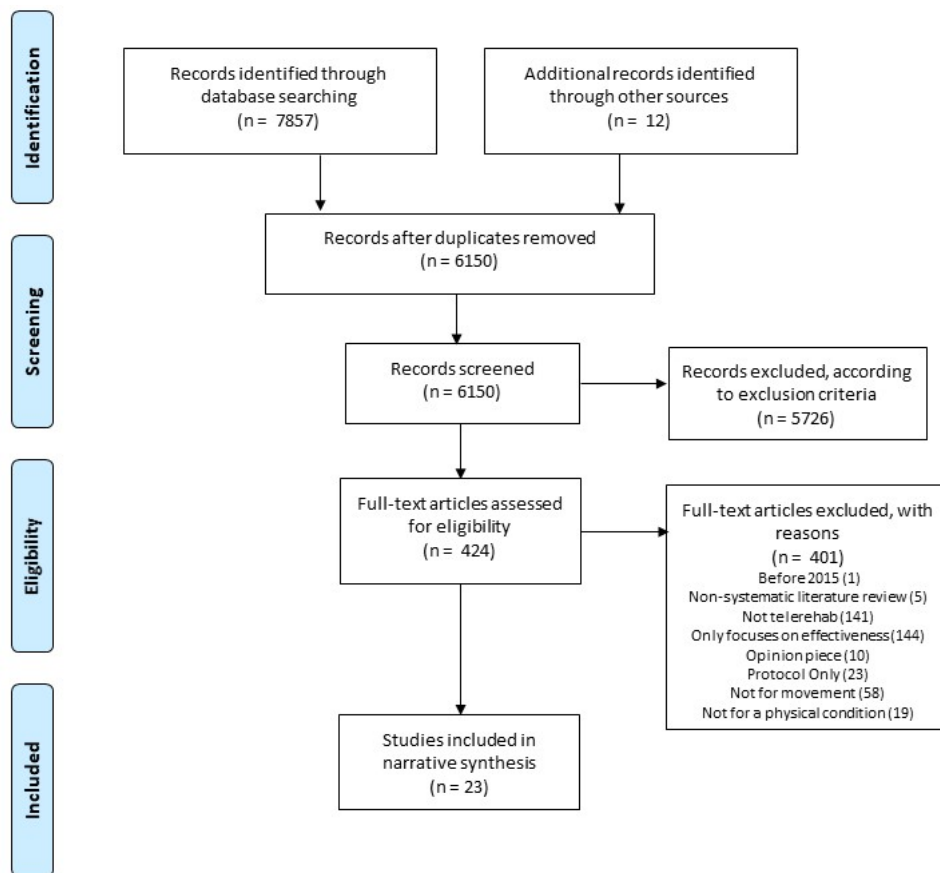 Identification
Records identified through
database searching
(n = 7857)
Additional records identified
through other sources
(n = 12)
Records after duplicates removed
(n = 6150)
Screening
Records screened
(n = 6150)
Records excluded, according
to exclusion criteria
(n = 5726)
Eligibility
Full-text articles assessed
for eligibility
(n = 424)
Full-text articles excluded, with
reasons
(n = 401)
Before 2015 (1)
Non-systematic literature review (5)
Not telerehab (141)
Only focuses on effectiveness (144)
Opinion piece (10)
Protocol Only (23)
Not for movement (58)
Not for a physical condition (19)
Included
Studies included in
narrative synthesis
(n = 23)